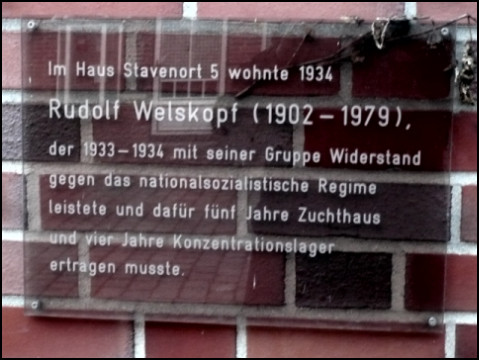 Im Haus Stavenort 5 wohnte 1934
Rudolf Welskopf (1902–1979),
der 1933–1934 mit seiner Gruppe Widerstand
gegen das nationalsozialistische Regime
leistete und dafür fünf Jahre Zuchthaus
und vier Jahre Konzentrationslager
ertragen musste.